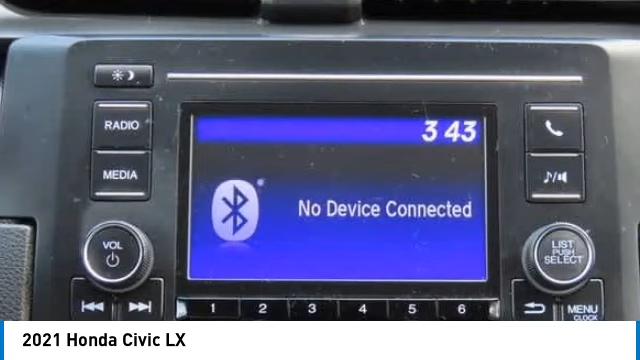 3 43
RADIO
MEDIA
No Device Connected
VOL
LIST
PUSH
SELECT
1 2 3 4 5 6
MENU
CLOCK
2021 Honda Civic LX